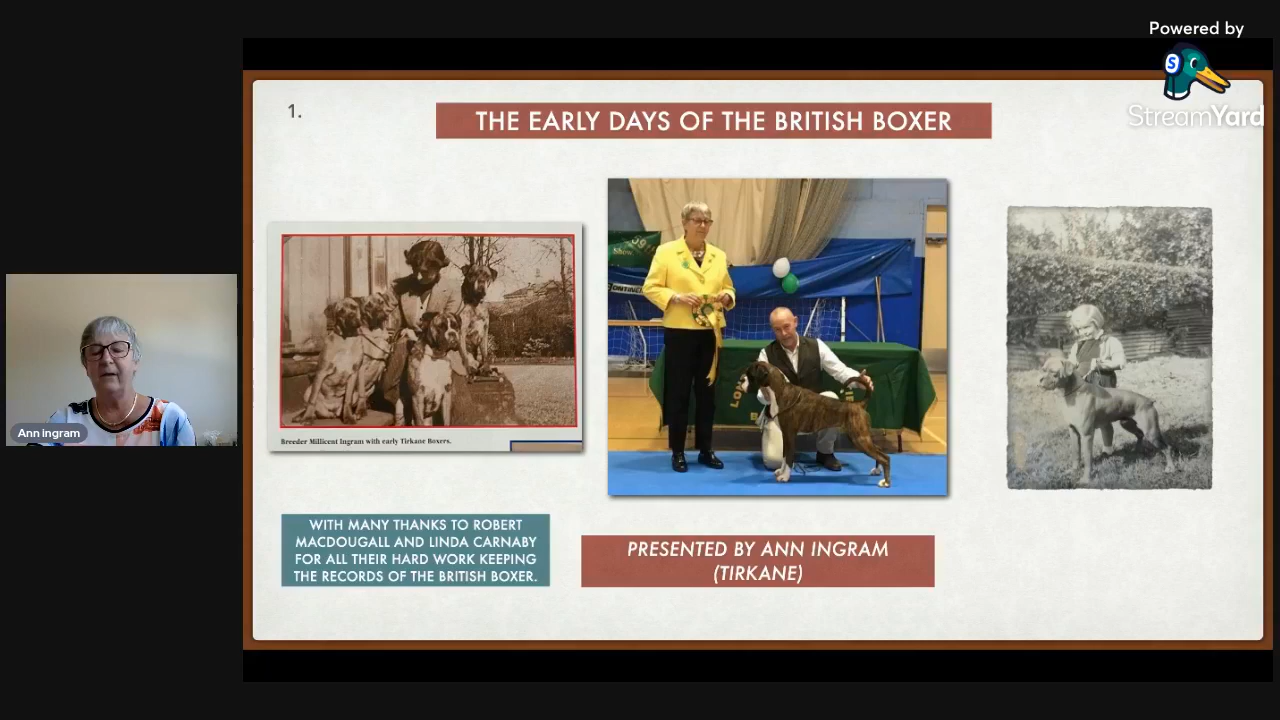 Powered by
S
StreamYard
1.
THE EARLY DAYS OF THE BRITISH BOXER
Breeder Millicent Ingram with early Tirkane Boxers.
Ann ingram
WITH MANY THANKS TO ROBERT
MACDOUGALL AND LINDA CARNABY
FOR ALL THEIR HARD WORK KEEPING
THE RECORDS OF THE BRITISH BOXER.
PRESENTED BY ANN INGRAM
(TIRKANE)